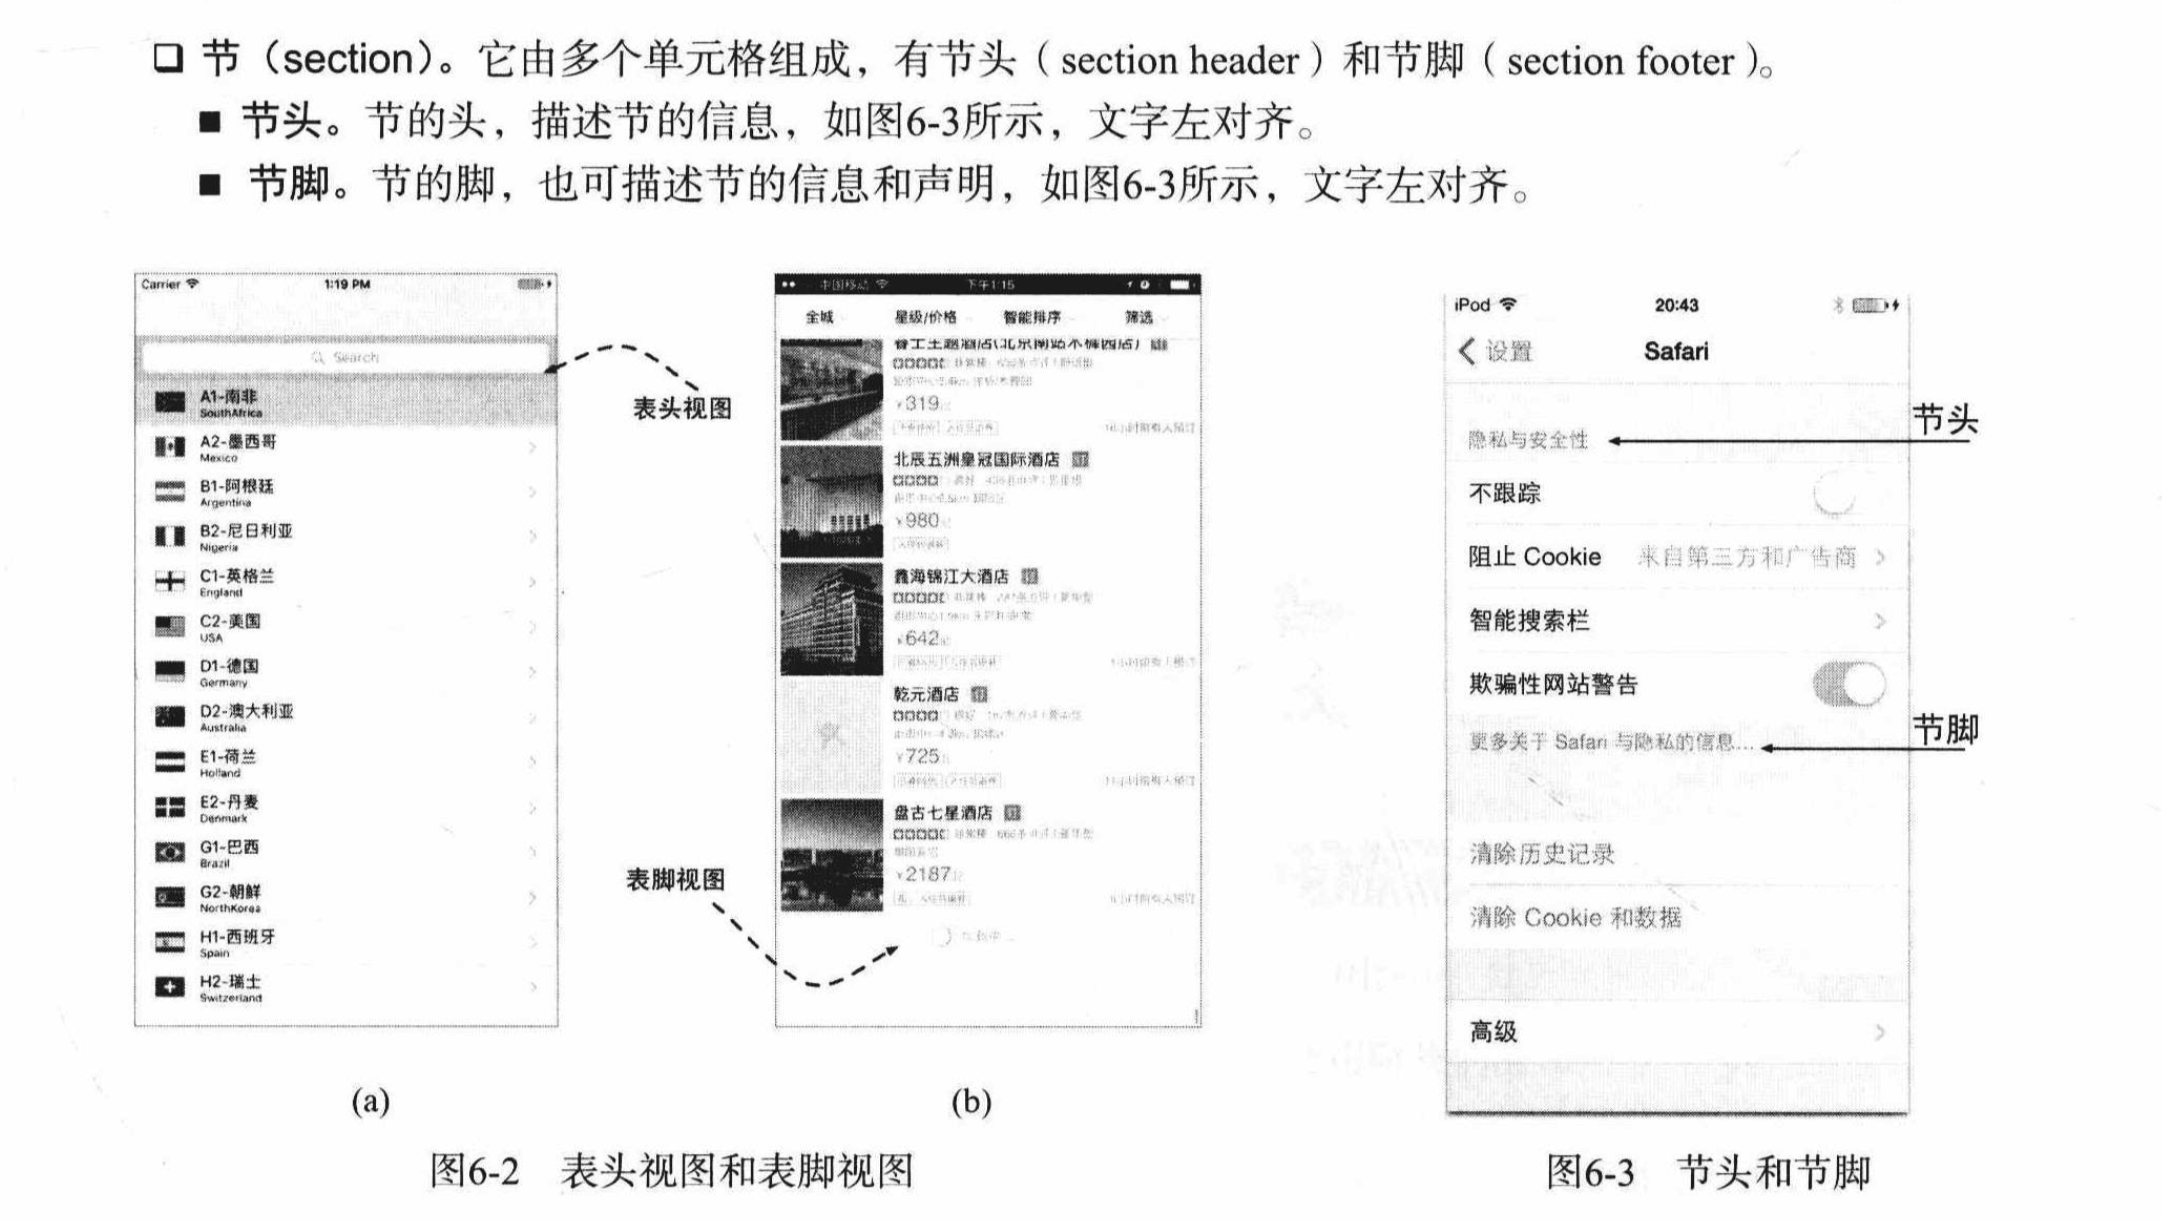 ❑ 节（section）。它由多个单元格组成，有节头（section header）和节脚（section footer）。
■ 节头。节的头，描述节的信息，如图6-3所示，文字左对齐。
■ 节脚。节的脚，也可描述节的信息和声明，如图6-3所示，文字左对齐。
Carrier 1:19 PM
Search
A1-南非
SouthAfrica
A2-墨西哥
Mexico
B1-阿根廷
Argentina
B2-尼日利亚
Nigeria
C1-英格兰
England
C2-美国
USA
D1-德国
Germany
D2-澳大利亚
Australia
E1-荷兰
Holland
E2-丹麦
Denmark
G1-巴西
Brazil
G2-朝鲜
NorthKorea
H1-西班牙
Spain
H2-瑞士
Switzerland
(a)
表头视图
表脚视图
中国移动 下午1:15
全城 星级/价格 智能排序 筛选
¥319
北辰五洲皇冠国际酒店
¥980
鑫海锦江大酒店
¥642
乾元酒店
¥725
盘古七星酒店
¥2187
(b)
图6-2 表头视图和表脚视图
iPod 20:43
设置 Safari
节头
隐私与安全性
不跟踪
阻止 Cookie 来自第三方和广告商
智能搜索栏
欺骗性网站警告
节脚
更多关于 Safari 与隐私的信息...
清除历史记录
清除 Cookie 和数据
高级
图6-3 节头和节脚